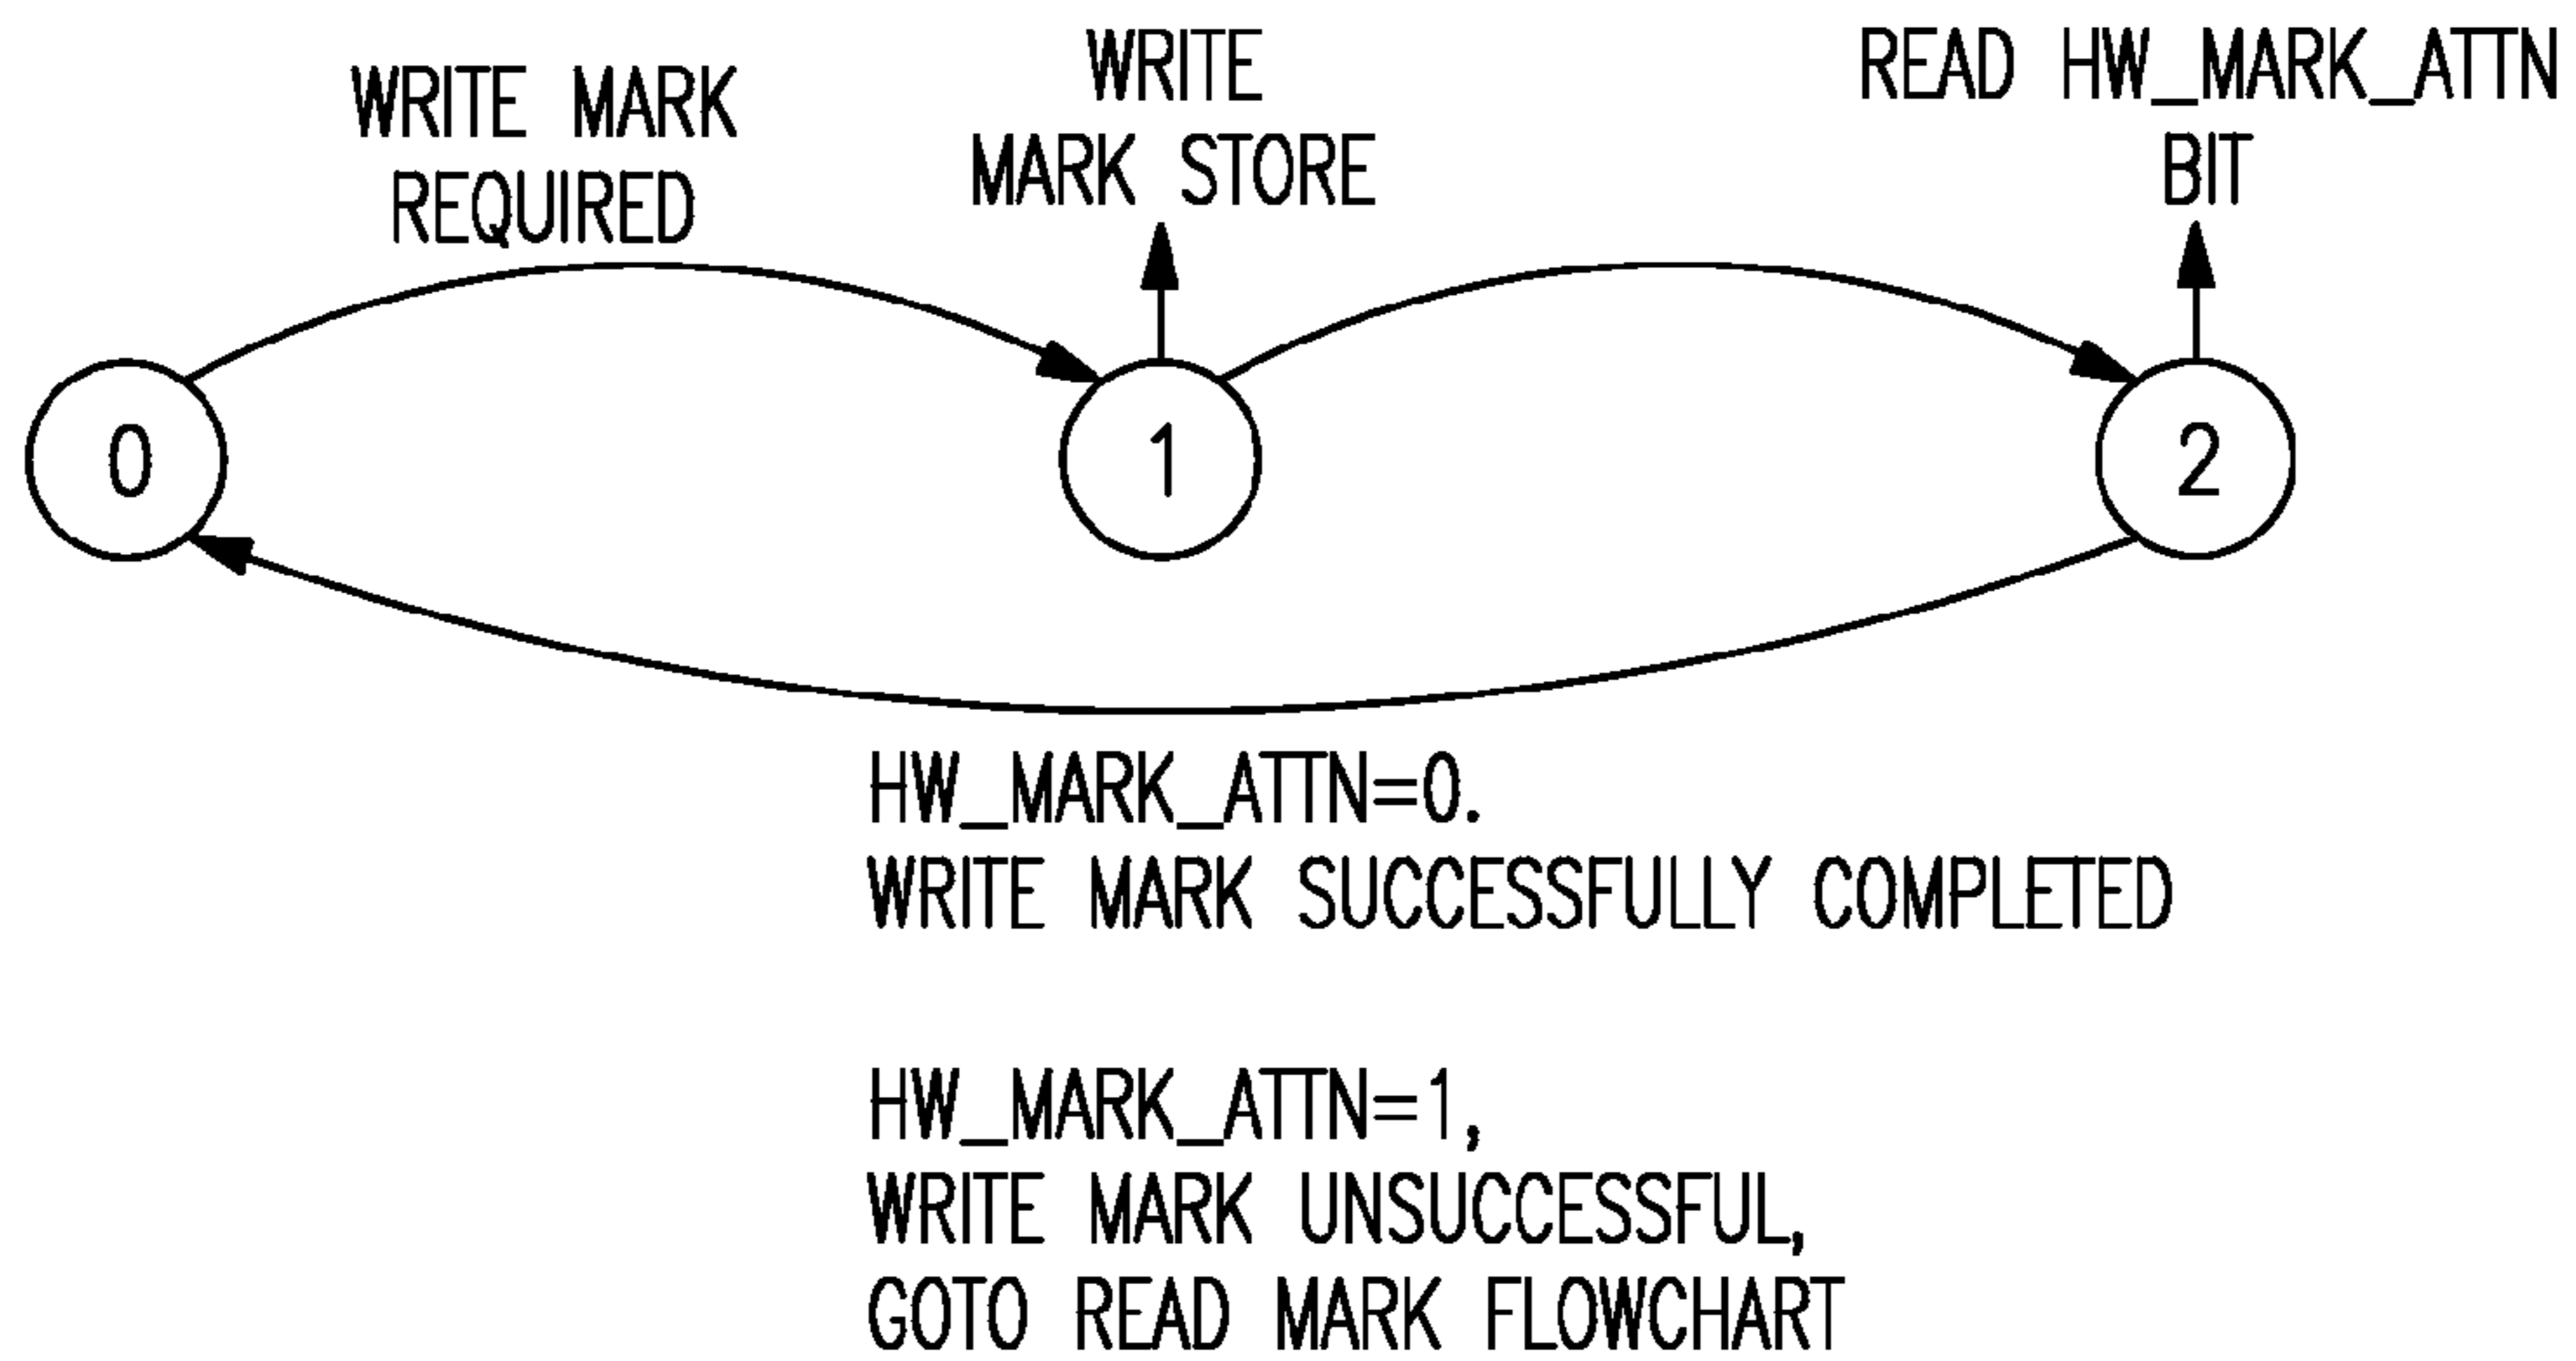 WRITE MARK
REQUIRED
WRITE
MARK STORE
READ HW_MARK_ATTN
BIT
0
1
2
HW_MARK_ATTN=0.
WRITE MARK SUCCESSFULLY COMPLETED
HW_MARK_ATTN=1,
WRITE MARK UNSUCCESSFUL,
GOTO READ MARK FLOWCHART